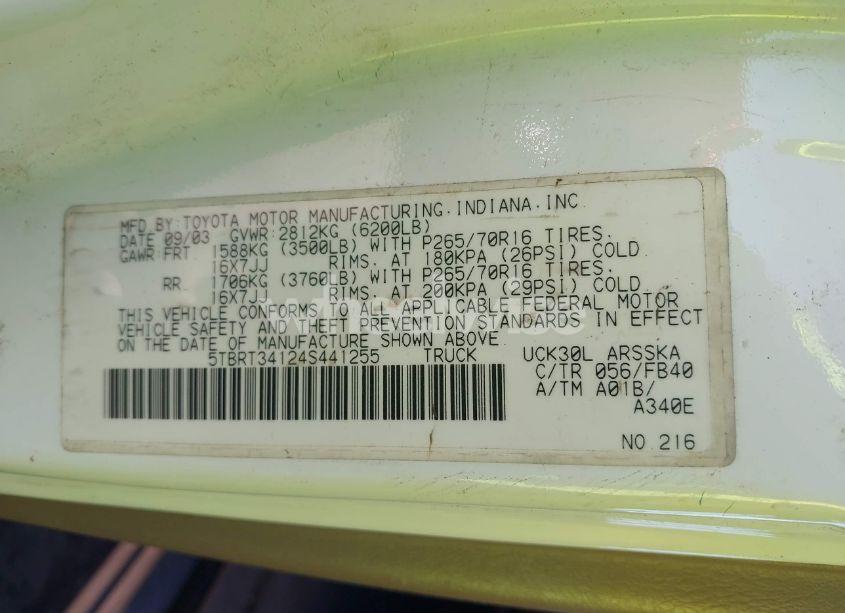 MFD.BY:TOYOTA MOTOR MANUFACTURING,INDIANA,INC.
DATE 09/03 GVWR:2812KG (6200LB)
GAWR:FRT 1588KG (3500LB) WITH P265/70R16 TIRES.
16X7JJ RIMS. AT 180KPA (26PSI) COLD
RR 1706KG (3760LB) WITH P265/70R16 TIRES.
16X7JJ RIMS. AT 200KPA (29PSI) COLD
THIS VEHICLE CONFORMS TO ALL APPLICABLE FEDERAL MOTOR
VEHICLE SAFETY AND THEFT PREVENTION STANDARDS IN EFFECT
ON THE DATE OF MANUFACTURE SHOWN ABOVE.
5TBRT34124S441255 TRUCK UCK30L ARSSKA
C/TR 056/FB40
A/TM A01B/
A340E
NO.216